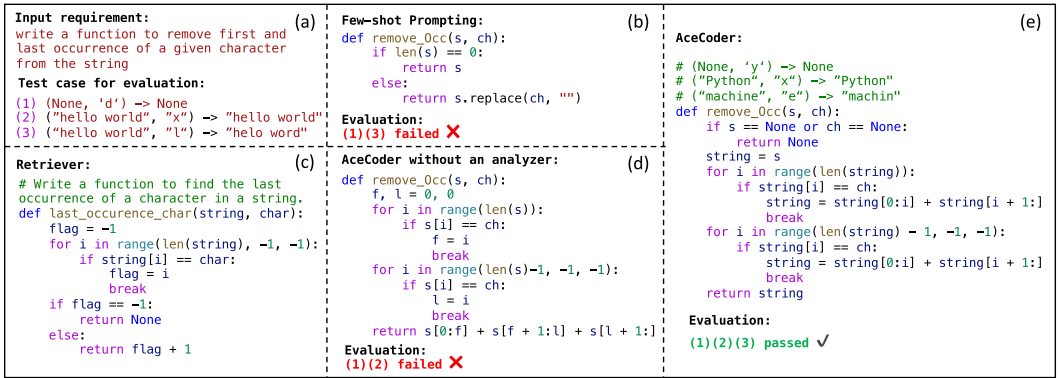 Input requirement:
(a)
write a function to remove first and
last occurrence of a given character
from the string
Test case for evaluation:
(1) (None, 'd‘) -> None
(2) (”hello world“, ”x“) -> ”hello world"
(3) (“hello world“, ”l“) -> ”helo word"
Few-shot Prompting:
(b)
def remove_Occ(s, ch):
    if len(s) == 0:
        return s
    else:
        return s.replace(ch, "")
Evaluation:
(1)(3) failed ❌
Retriever:
(c)
# Write a function to find the last
occurrence of a character in a string.
def last_occurence_char(string, char):
    flag = -1
    for i in range(len(string), -1, -1):
        if string[i] == char:
            flag = i
            break
    if flag == -1:
        return None
    else:
        return flag + 1
AceCoder without an analyzer:
(d)
def remove_Occ(s, ch):
    f, l = 0, 0
    for i in range(len(s)):
        if s[i] == ch:
            f = i
            break
    for i in range(len(s)-1, -1, -1):
        if s[i] == ch:
            l = i
            break
    return s[0:f] + s[f + 1:l] + s[l + 1:]
Evaluation:
(1)(2) failed ❌
(e)
AceCoder:
# (None, ‘y‘) -> None
# (”Python“, ”x“) -> ”Python"
# (“machine”, ”e“) -> ”machin"
def remove_Occ(s, ch):
    if s == None or ch == None:
        return None
    string = s
    for i in range(len(string)):
        if string[i] == ch:
            string = string[0:i] + string[i + 1:]
            break
    for i in range(len(string) - 1, -1, -1):
        if string[i] == ch:
            string = string[0:i] + string[i + 1:]
            break
    return string
Evaluation:
(1)(2)(3) passed ✓